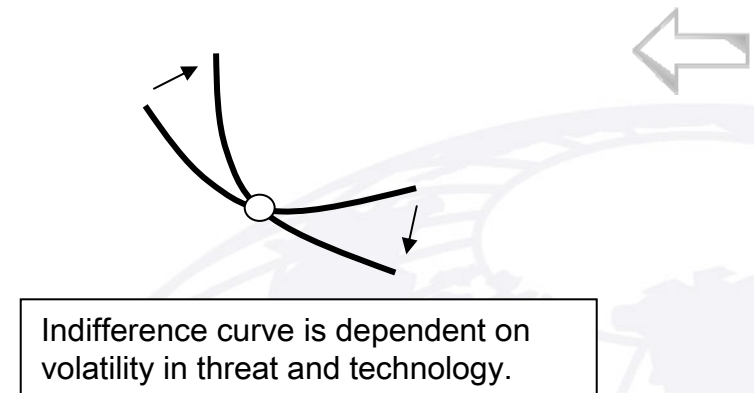 Indifference curve is dependent on
volatility in threat and technology.